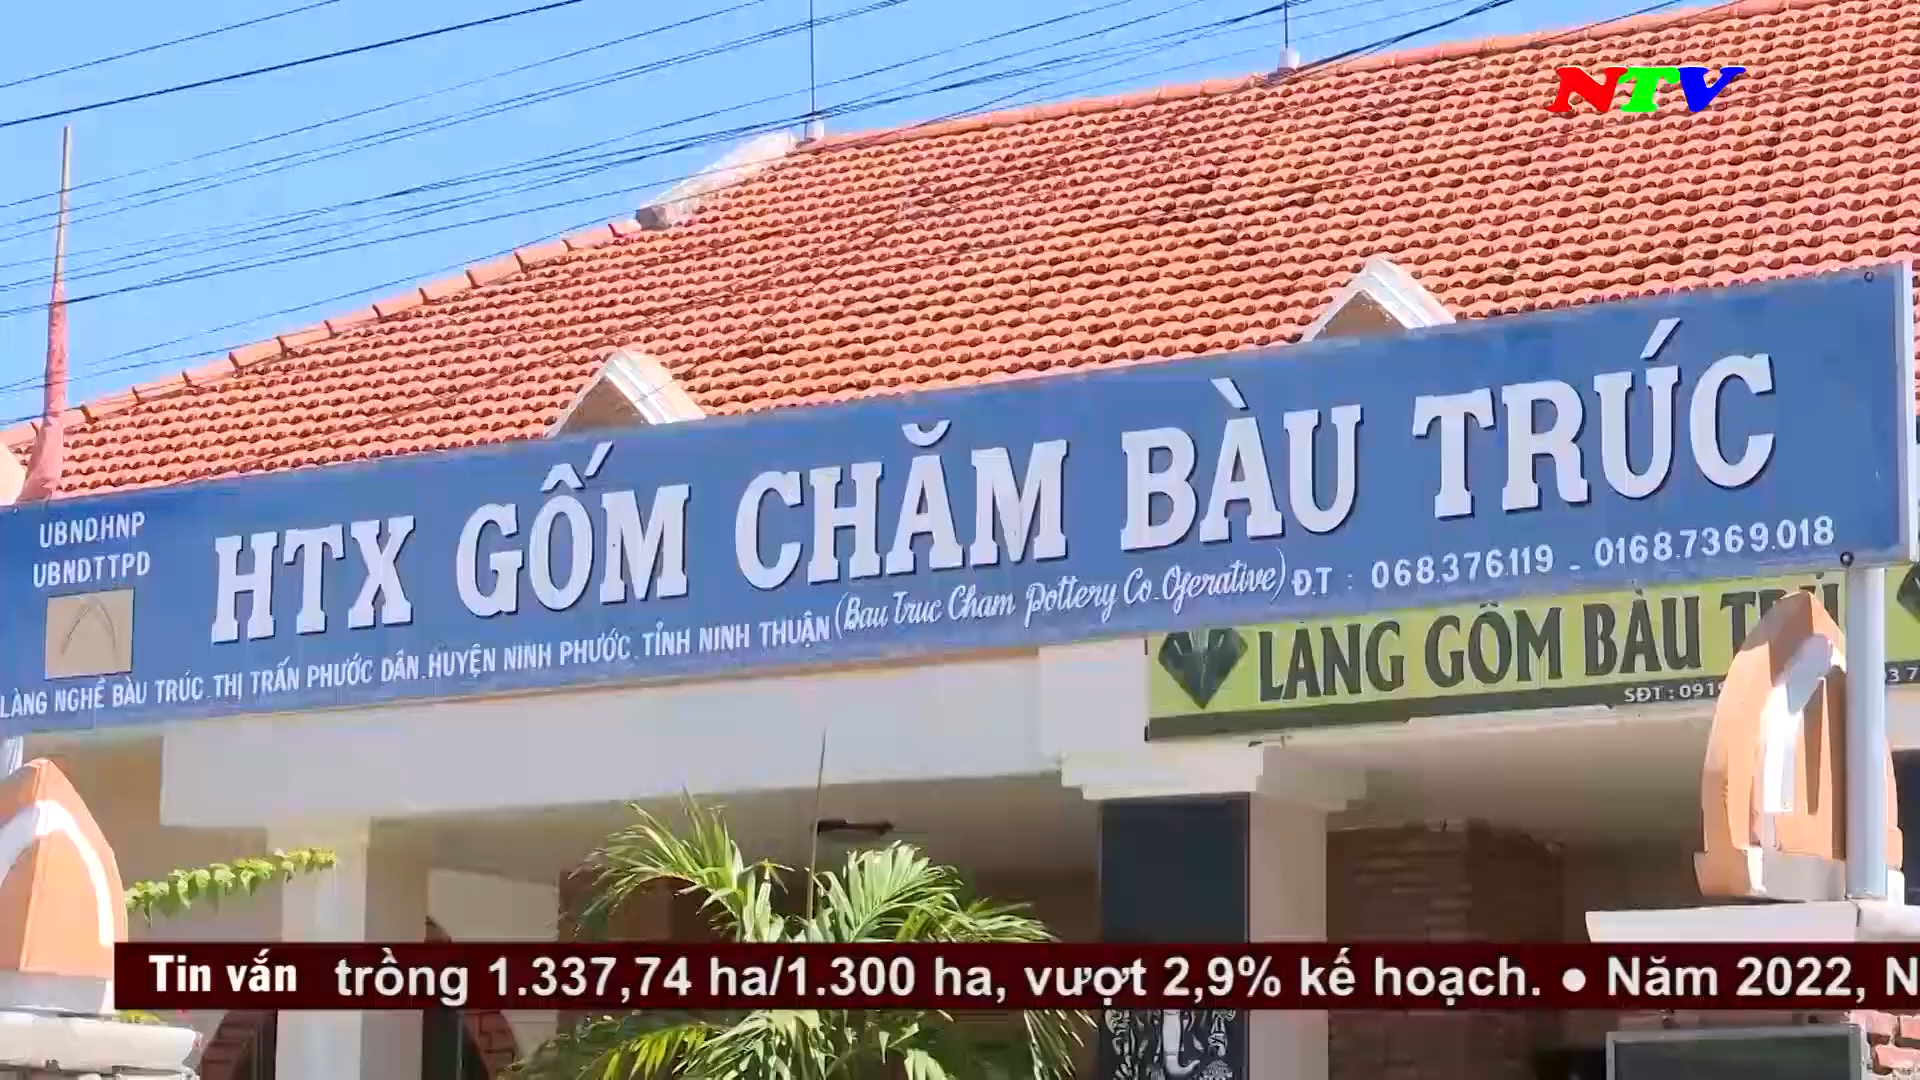 NTV
UBND.HNP
UBND.TTPD
HTX GỐM CHĂM BÀU TRÚC
LÀNG NGHỀ BÀU TRÚC.THỊ TRẤN PHƯỚC DÂN.HUYỆN NINH PHƯỚC.TỈNH NINH THUẬN (Bau Truc Cham Pottery Co.Operative) Đ.T : 068.376.119 - 0168.7369.018
LÀNG GỐM BÀU
SĐT : 091
Tin vắn trồng 1.337,74 ha/1.300 ha, vượt 2,9% kế hoạch. ● Năm 2022, N